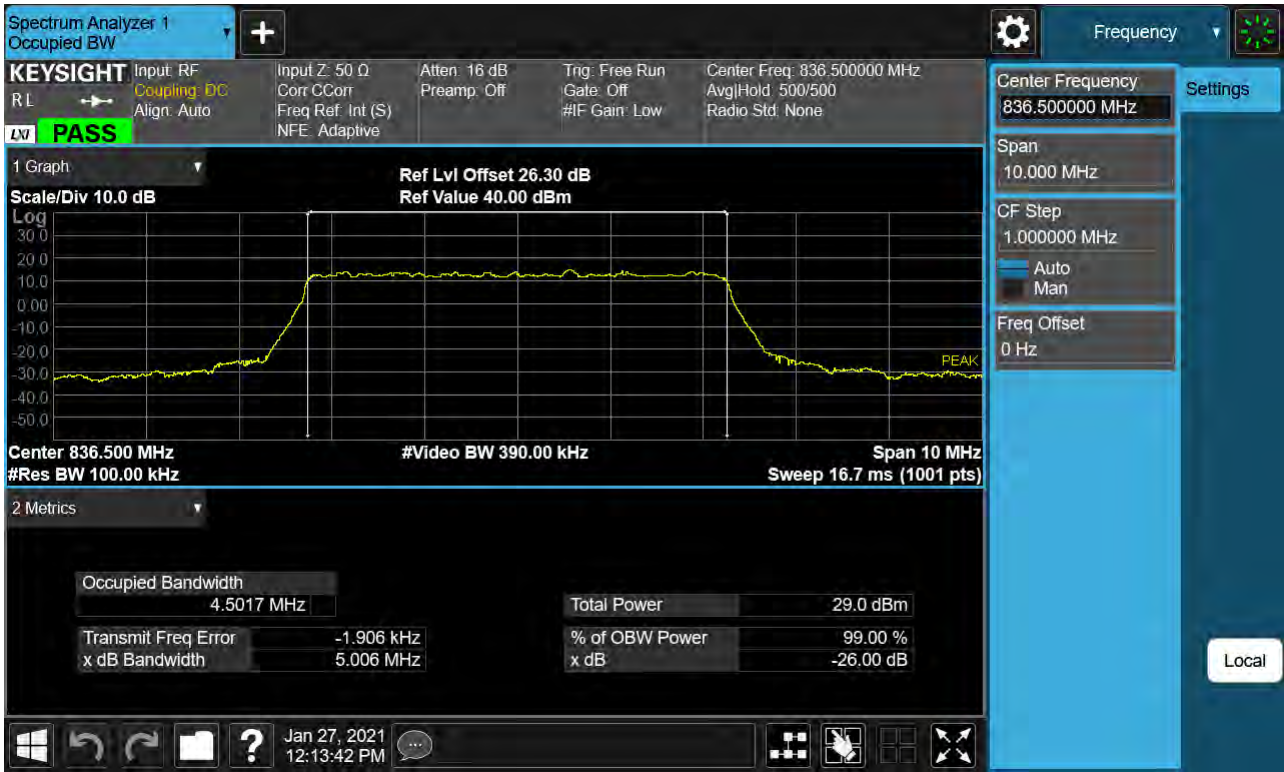 Spectrum Analyzer 1
Occupied BW
Frequency
KEYSIGHT
R L
LXI
PASS
Input: RF
Coupling: DC
Align: Auto
Input Z: 50 Ω
Corr CCorr
Freq Ref: Int (S)
NFE: Adaptive
Atten: 16 dB
Preamp: Off
Trig: Free Run
Gate: Off
#IF Gain: Low
Center Freq: 836.500000 MHz
Avg|Hold: 500/500
Radio Std: None
Center Frequency
836.500000 MHz
Settings
Span
10.000 MHz
CF Step
1.000000 MHz
Auto
Man
Freq Offset
0 Hz
Local
1 Graph
Scale/Div 10.0 dB
Ref Lvl Offset 26.30 dB
Ref Value 40.00 dBm
Log
30.0
20.0
10.0
0.00
-10.0
-20.0
-30.0
-40.0
-50.0
PEAK
Center 836.500 MHz
#Video BW 390.00 kHz
Span 10 MHz
#Res BW 100.00 kHz
Sweep 16.7 ms (1001 pts)
2 Metrics
Occupied Bandwidth
4.5017 MHz
Total Power 29.0 dBm
Transmit Freq Error -1.906 kHz
% of OBW Power 99.00 %
x dB Bandwidth 5.006 MHz
x dB -26.00 dB
?
Jan 27, 2021
12:13:42 PM